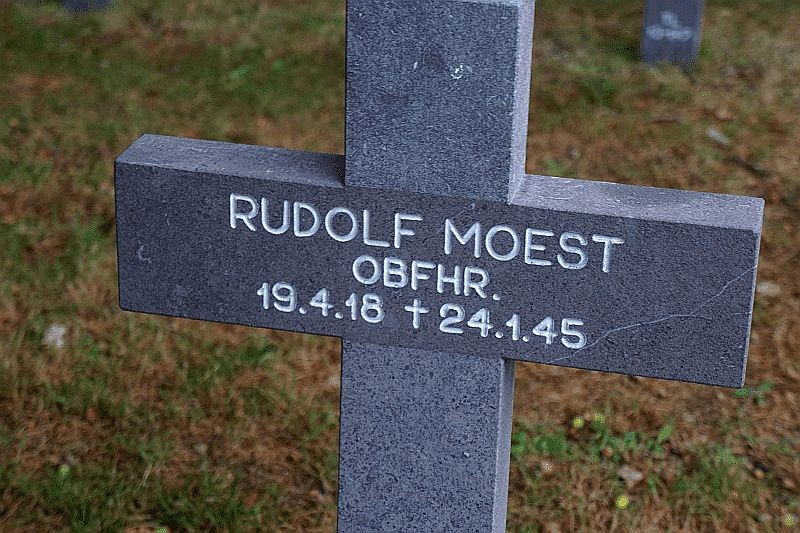 RUDOLF MOEST
OBFHR.
19.4.18 † 24.1.45